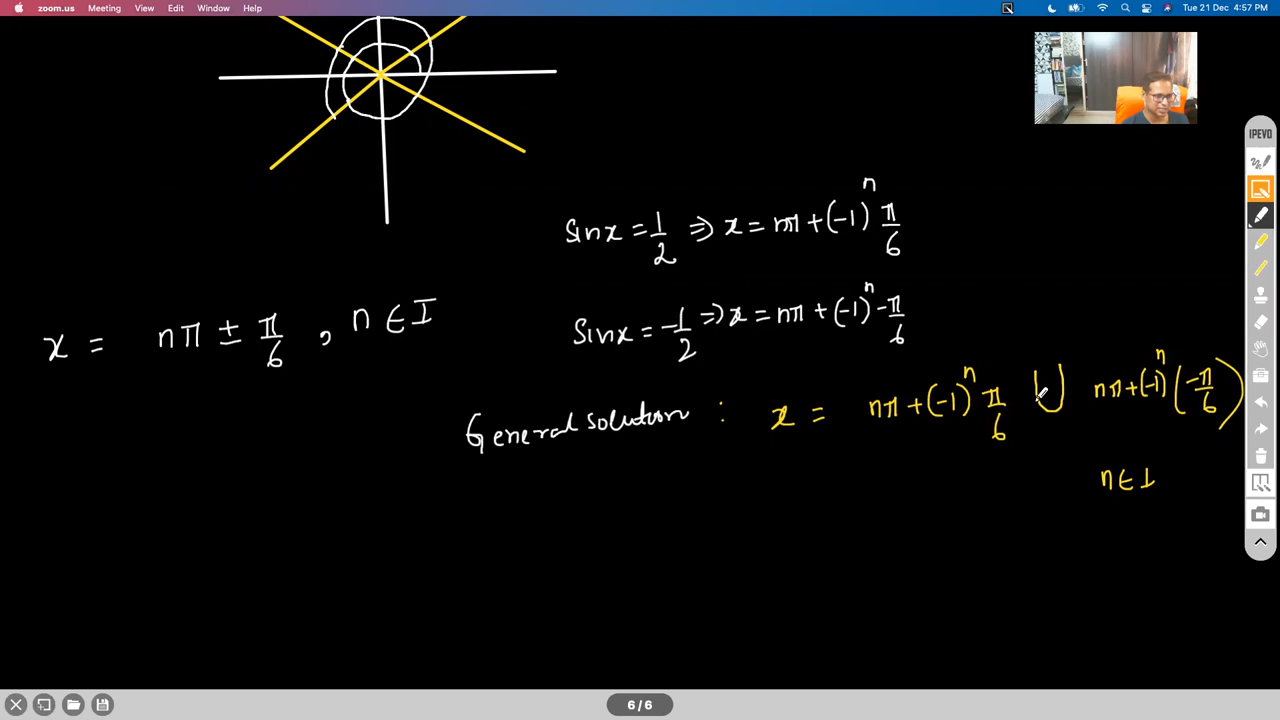 zoom.us Meeting View Edit Window Help Tue 21 Dec 4:57 PM
IPEVO
Sinx = 1/2 ⇒ x = nπ + (-1)^n π/6
x = nπ ± π/6 , n ∈ I
Sinx = -1/2 ⇒ x = nπ + (-1)^n -π/6
General solution : x = nπ + (-1)^n π/6 ∪ nπ + (-1)^n (-π/6)
n ∈ I
6 / 6